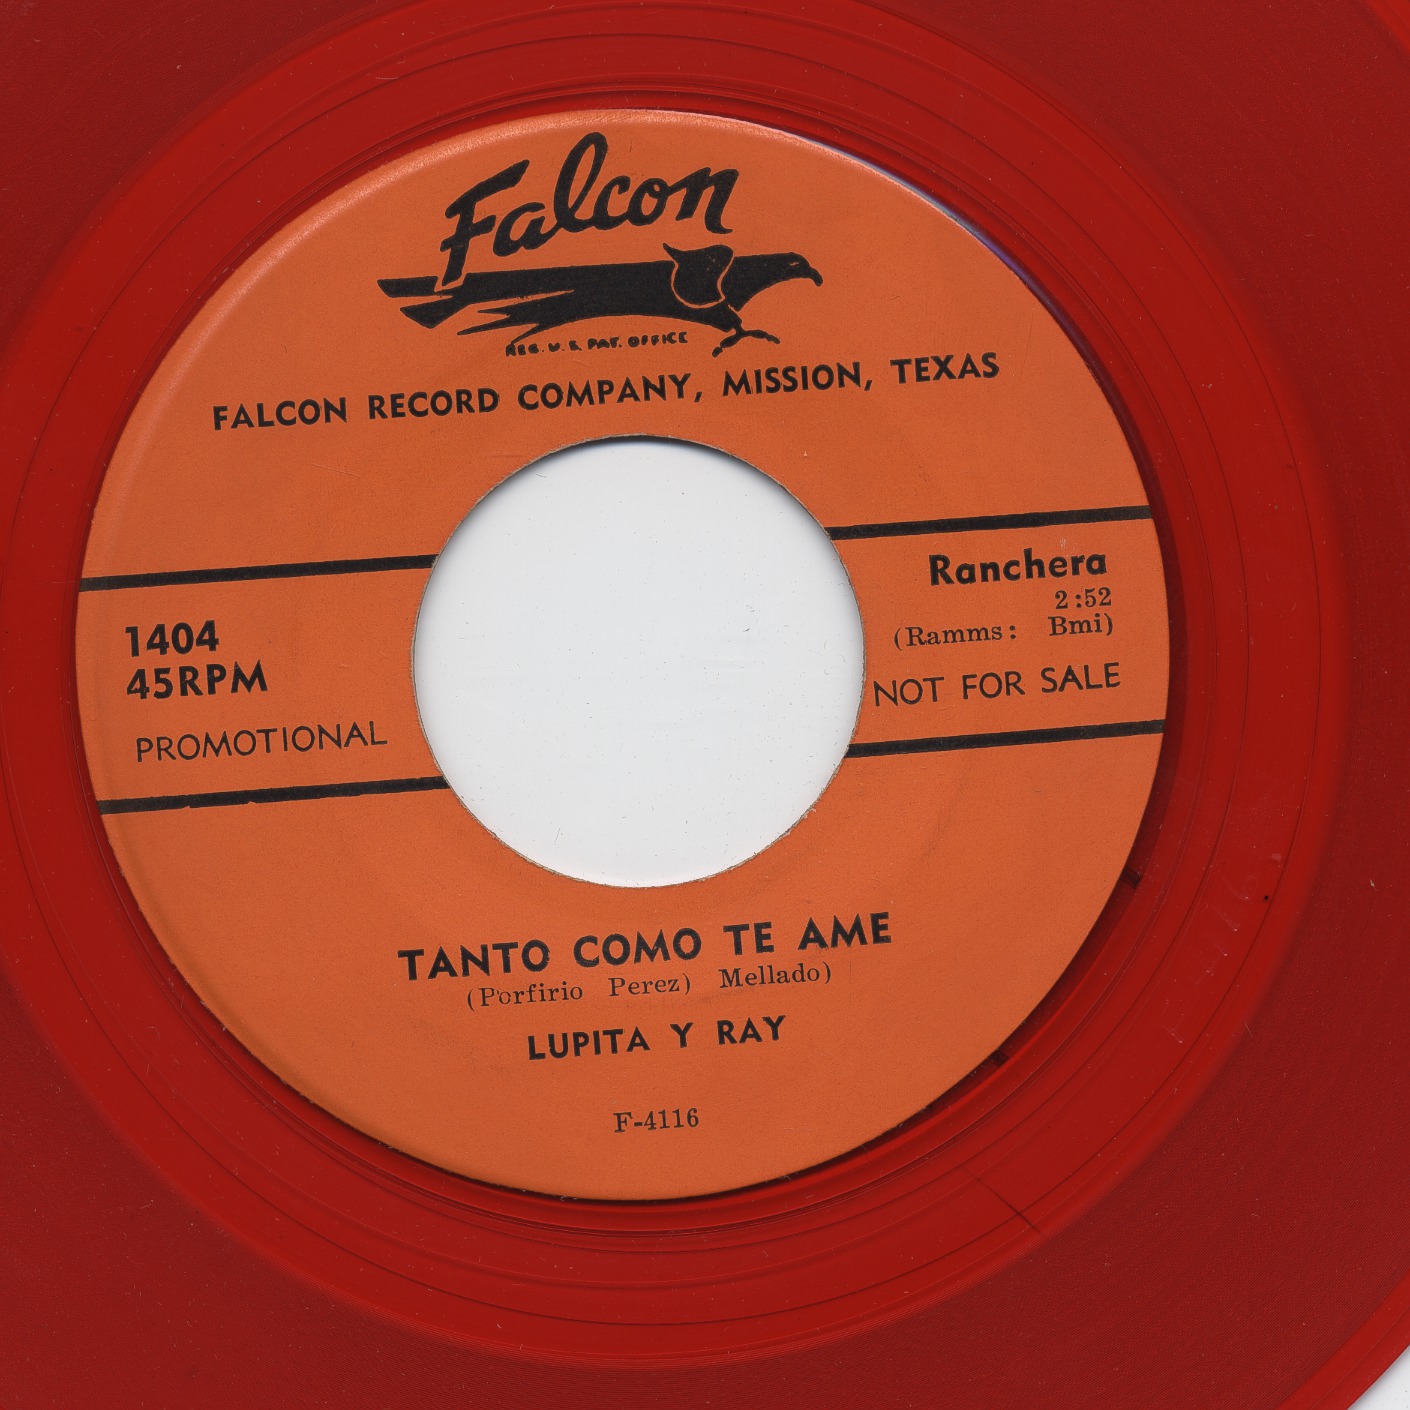 Falcon
REG. U. S. PAT. OFFICE
FALCON RECORD COMPANY, MISSION, TEXAS
Ranchera
2:52
(Ramms: Bmi)
NOT FOR SALE
1404
45RPM
PROMOTIONAL
TANTO COMO TE AME
(Porfirio Perez) Mellado)
LUPITA Y RAY
F-4116